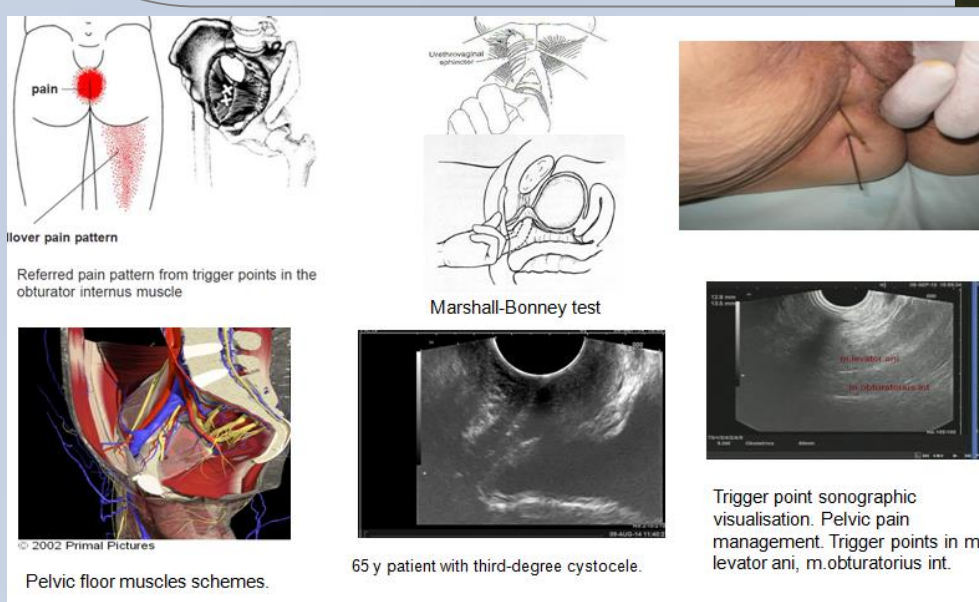 pain
llover pain pattern
Referred pain pattern from trigger points in the
obturator internus muscle
Urethrovaginal
sphincter
Marshall-Bonney test
© 2002 Primal Pictures
Pelvic floor muscles schemes.
65 y patient with third-degree cystocele.
m.levator.ani
m.obturatorius int
Trigger point sonographic
visualisation. Pelvic pain
management. Trigger points in m
levator ani, m.obturatorius int.